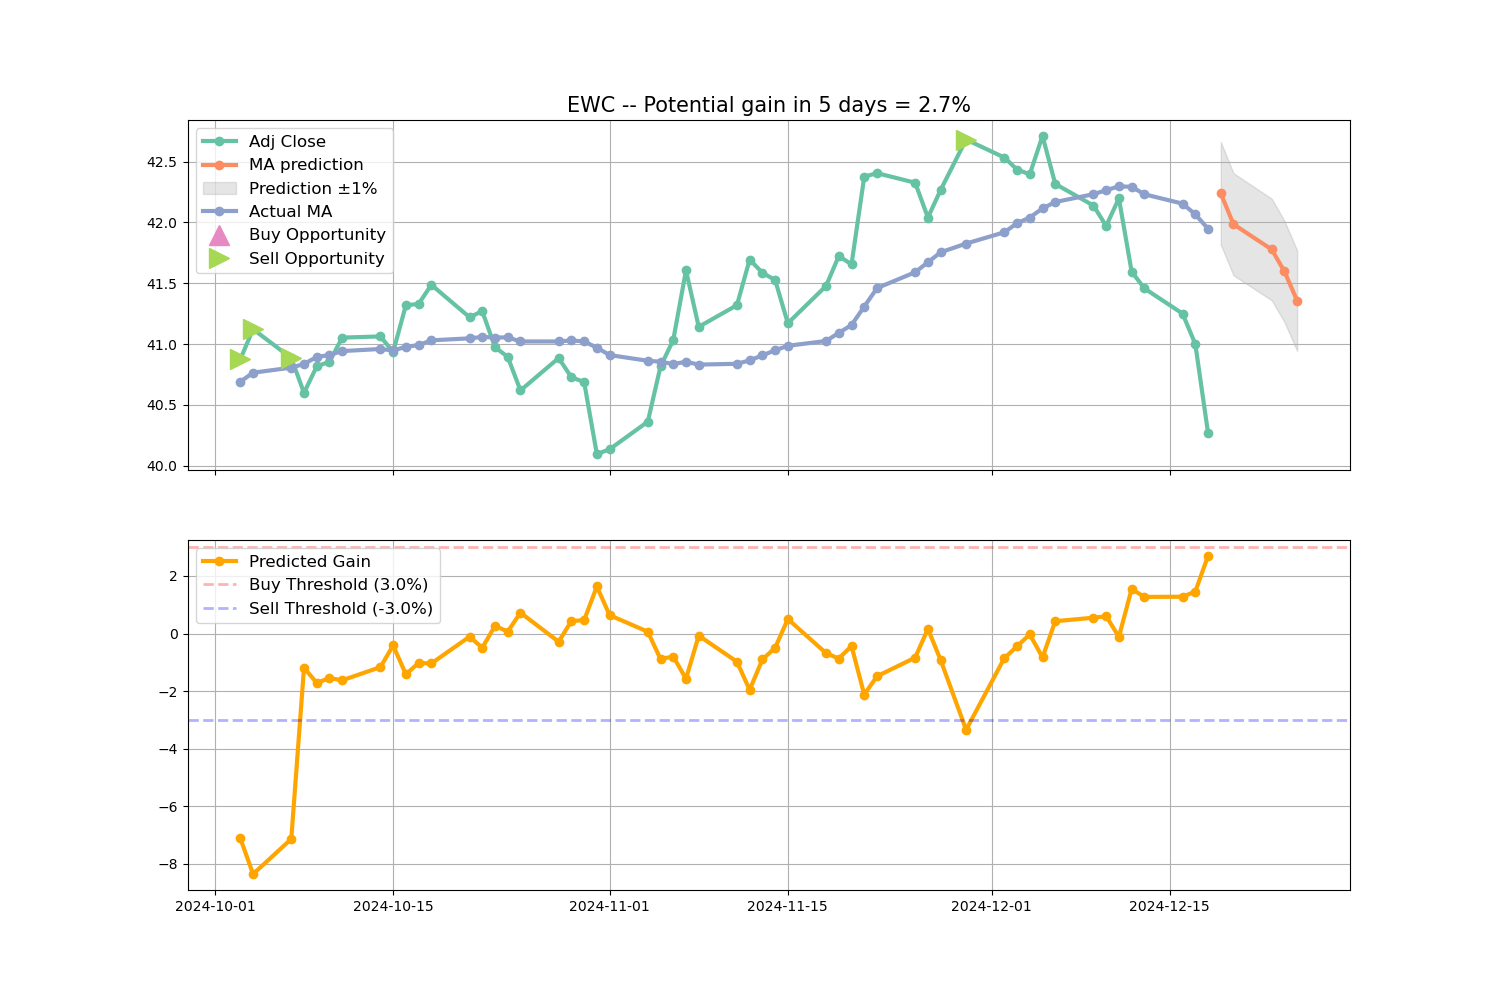 EWC -- Potential gain in 5 days = 2.7%
Adj Close
MA prediction
Prediction ±1%
Actual MA
Buy Opportunity
Sell Opportunity
42.5
42.0
41.5
41.0
40.5
40.0
Predicted Gain
Buy Threshold (3.0%)
Sell Threshold (-3.0%)
2
0
−2
−4
−6
−8
2024-10-01 2024-10-15 2024-11-01 2024-11-15 2024-12-01 2024-12-15